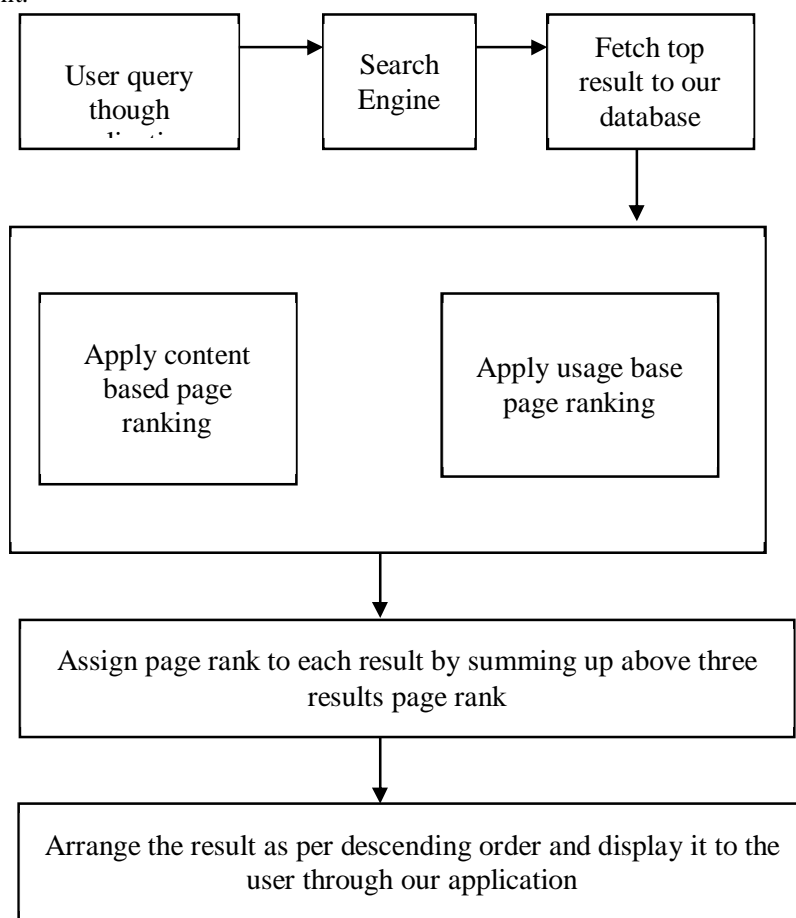 User query
though
Search
Engine
Fetch top
result to our
database
Apply content
based page
ranking
Apply usage base
page ranking
Assign page rank to each result by summing up above three
results page rank
Arrange the result as per descending order and display it to the
user through our application